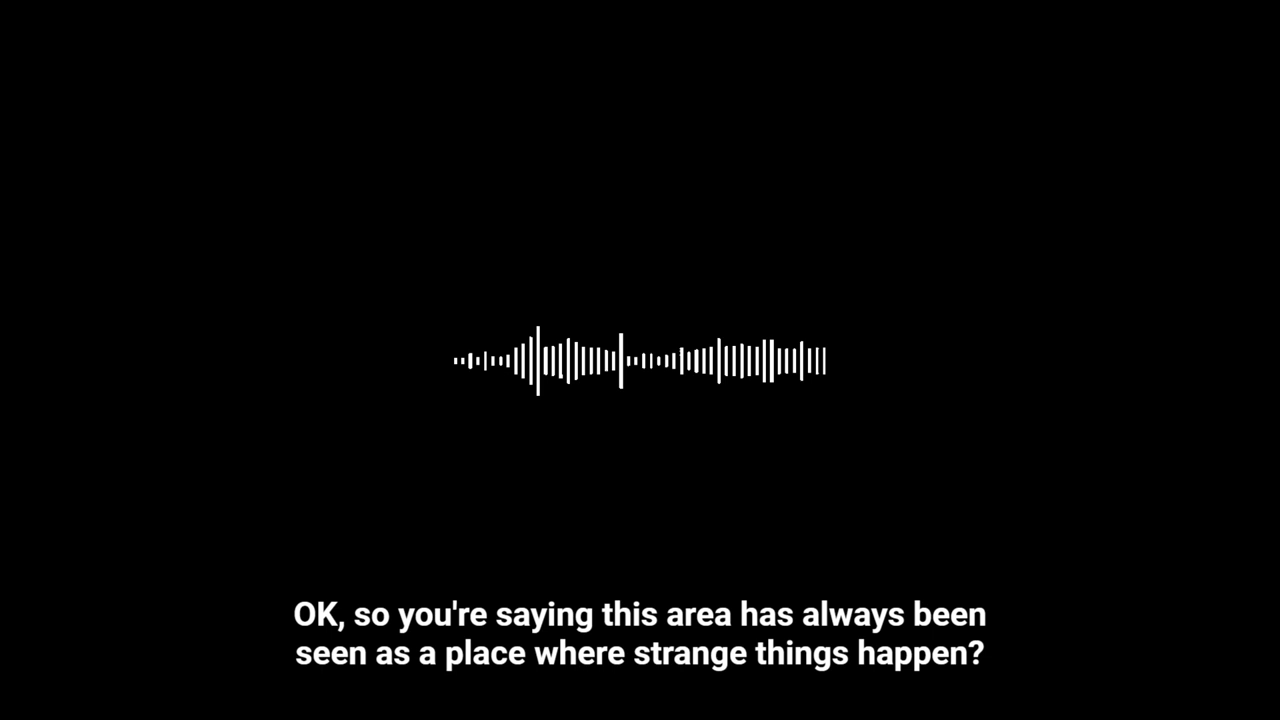 OK, so you're saying this area has always been
seen as a place where strange things happen?